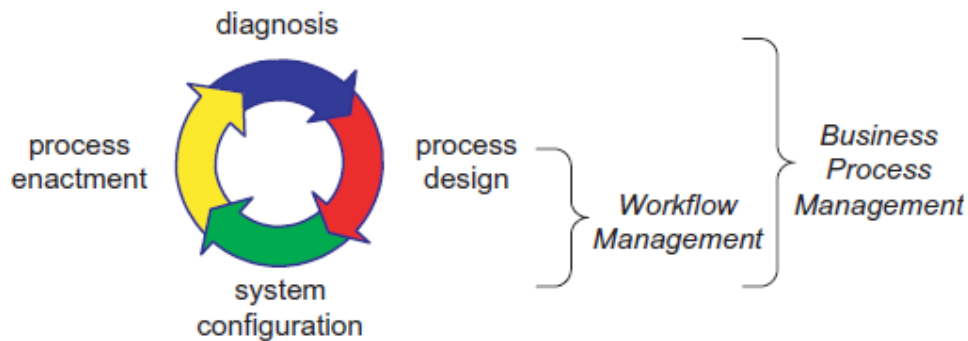 diagnosis
process
enactment
process
design
system
configuration
Workflow
Management
Business
Process
Management